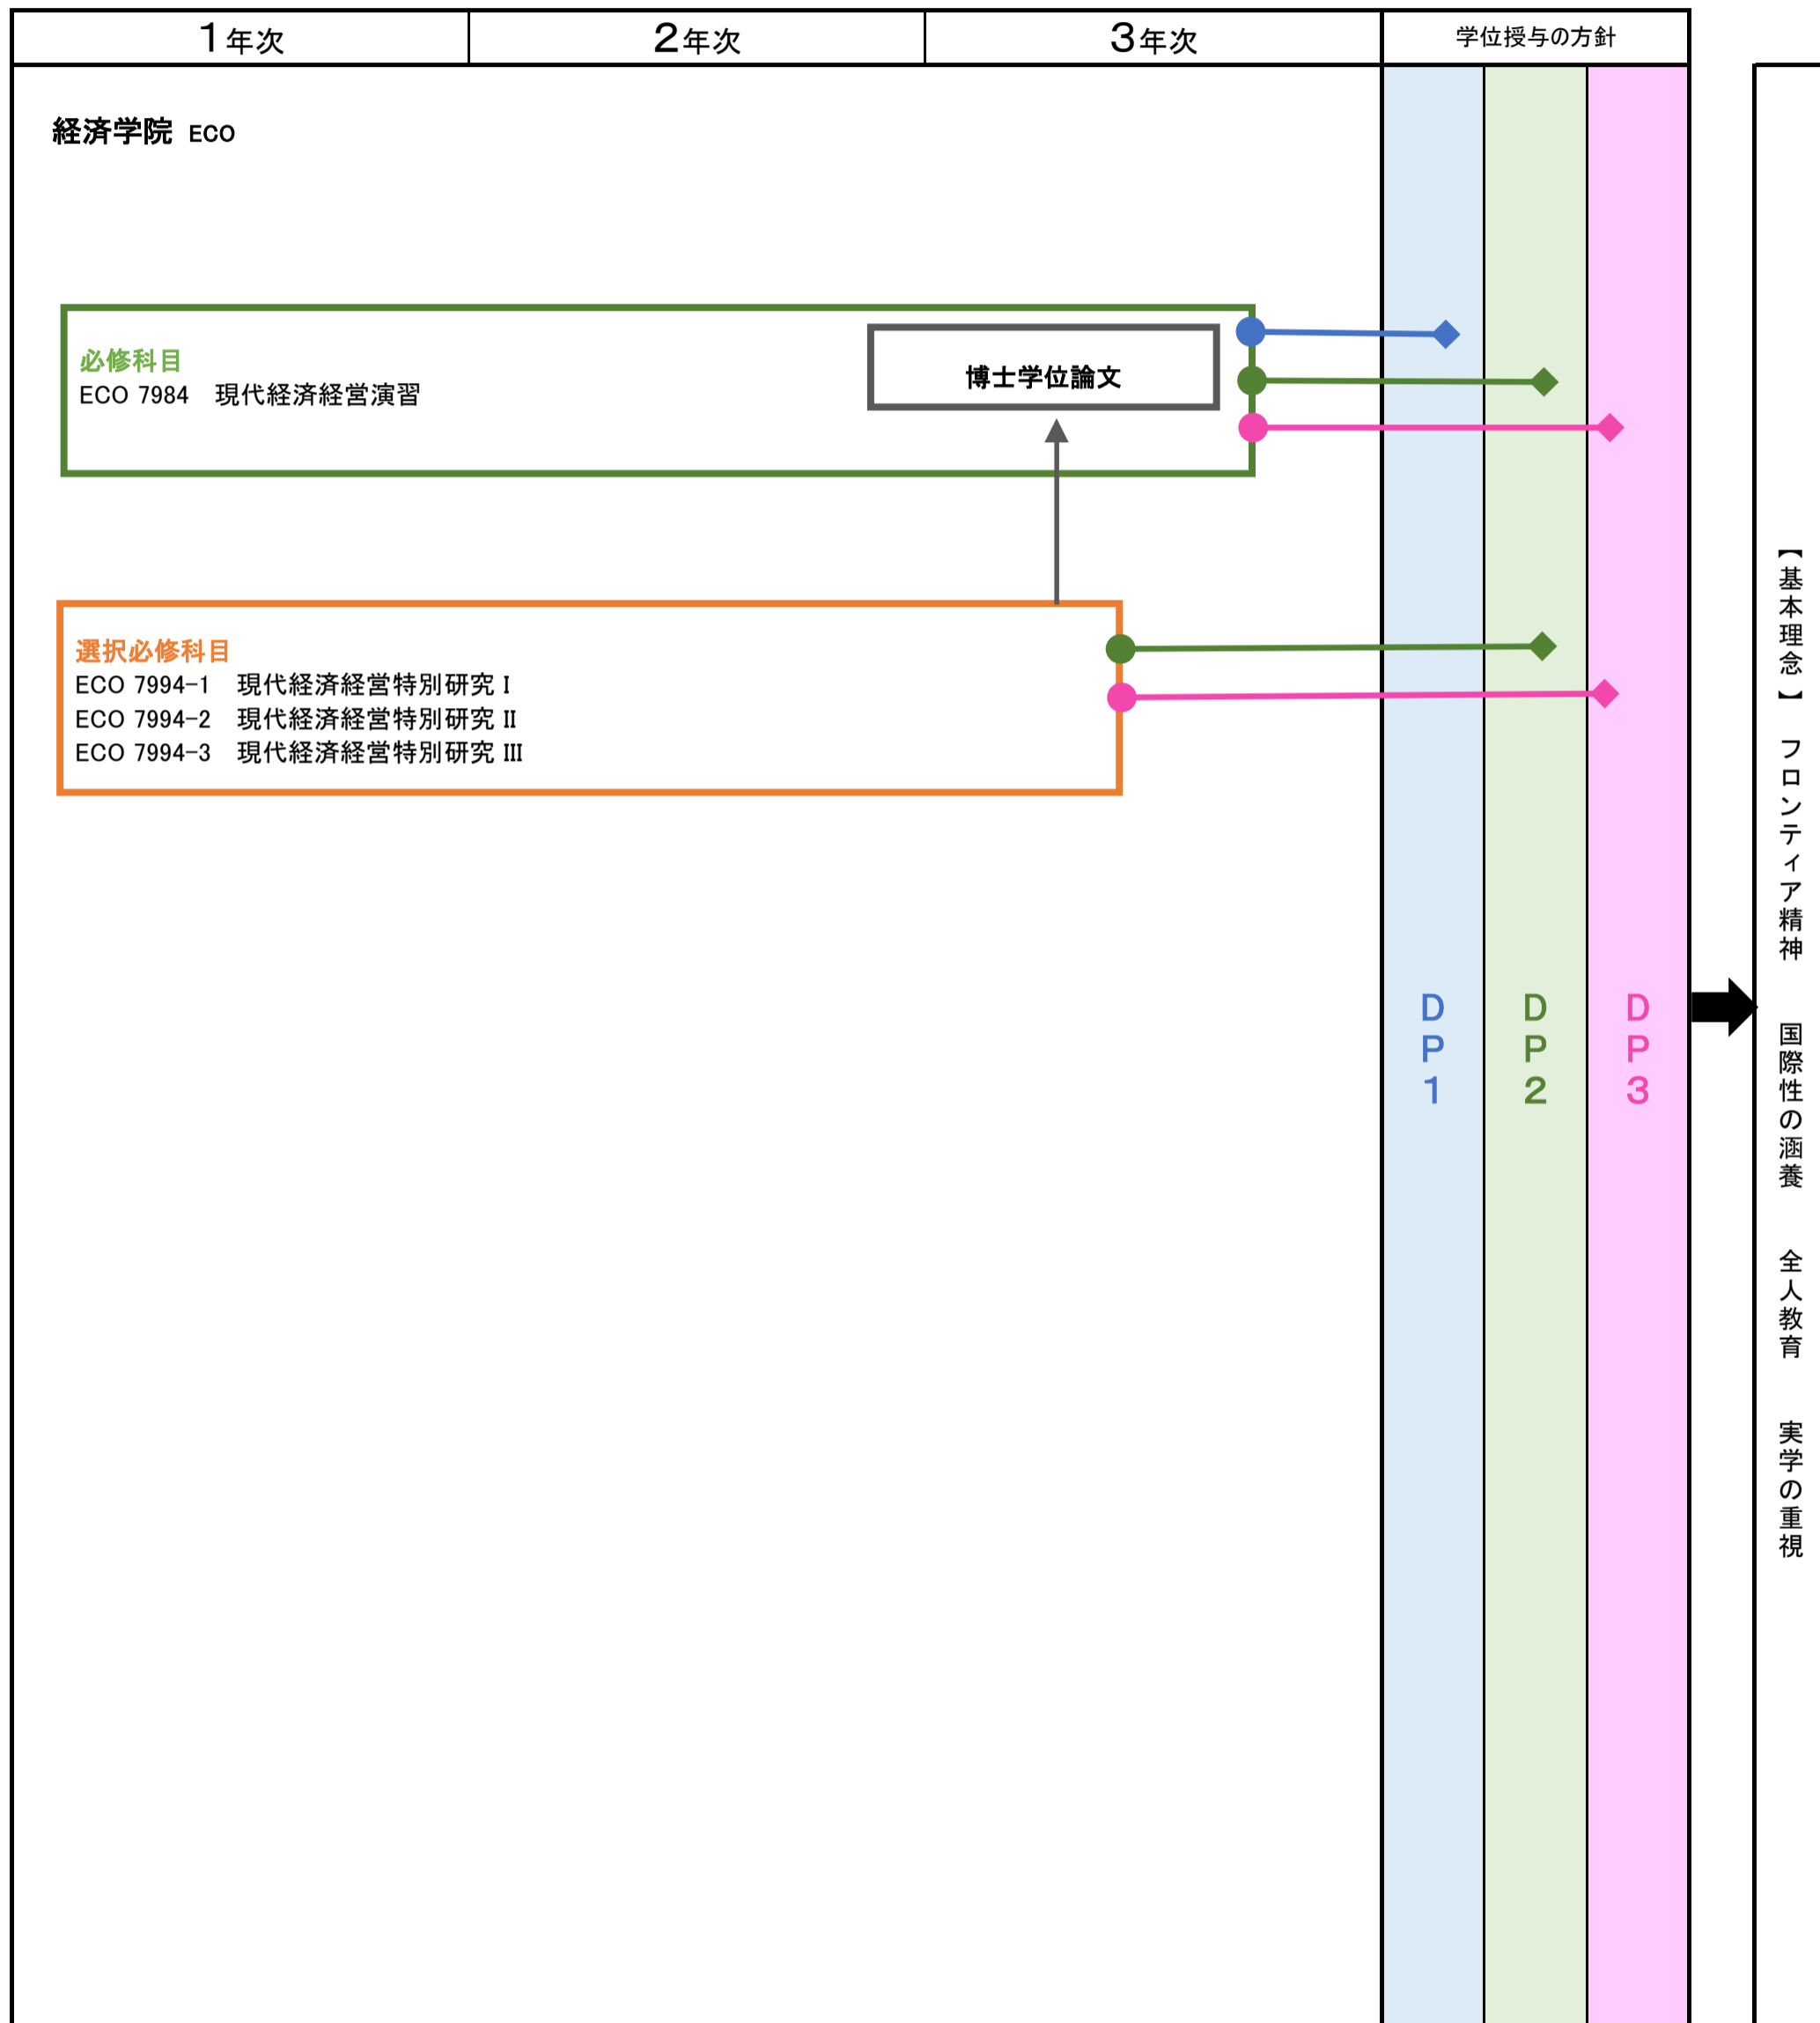 1年次
2年次
3年次
学位授与の方針
経済学院 ECO
必修科目
ECO 7984　現代経済経営演習
博士学位論文
選択必修科目
ECO 7994-1　現代経済経営特別研究 I
ECO 7994-2　現代経済経営特別研究 II
ECO 7994-3　現代経済経営特別研究 III
DP1
DP2
DP3
【基本理念】　フロンティア精神　　国際性の涵養　　全人教育　　実学の重視